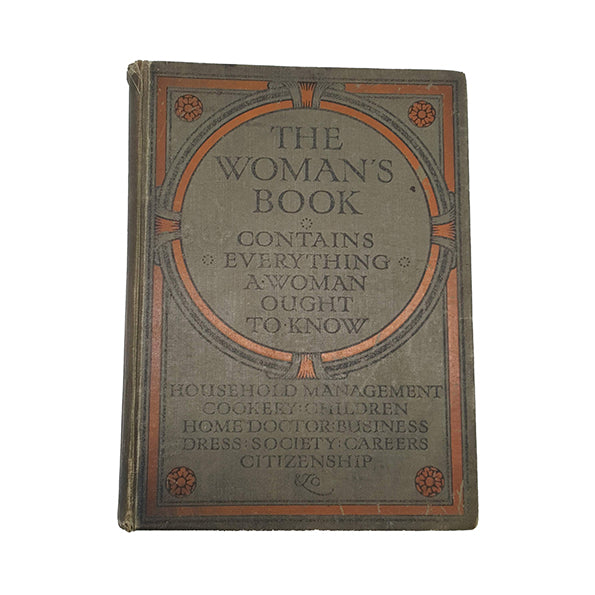 THE
WOMAN'S
BOOK
CONTAINS
EVERYTHING
A·WOMAN
OUGHT
TO·KNOW
HOUSEHOLD MANAGEMENT
COOKERY:CHILDREN
HOME DOCTOR:BUSINESS
DRESS:SOCIETY:CAREERS
CITIZENSHIP
&c